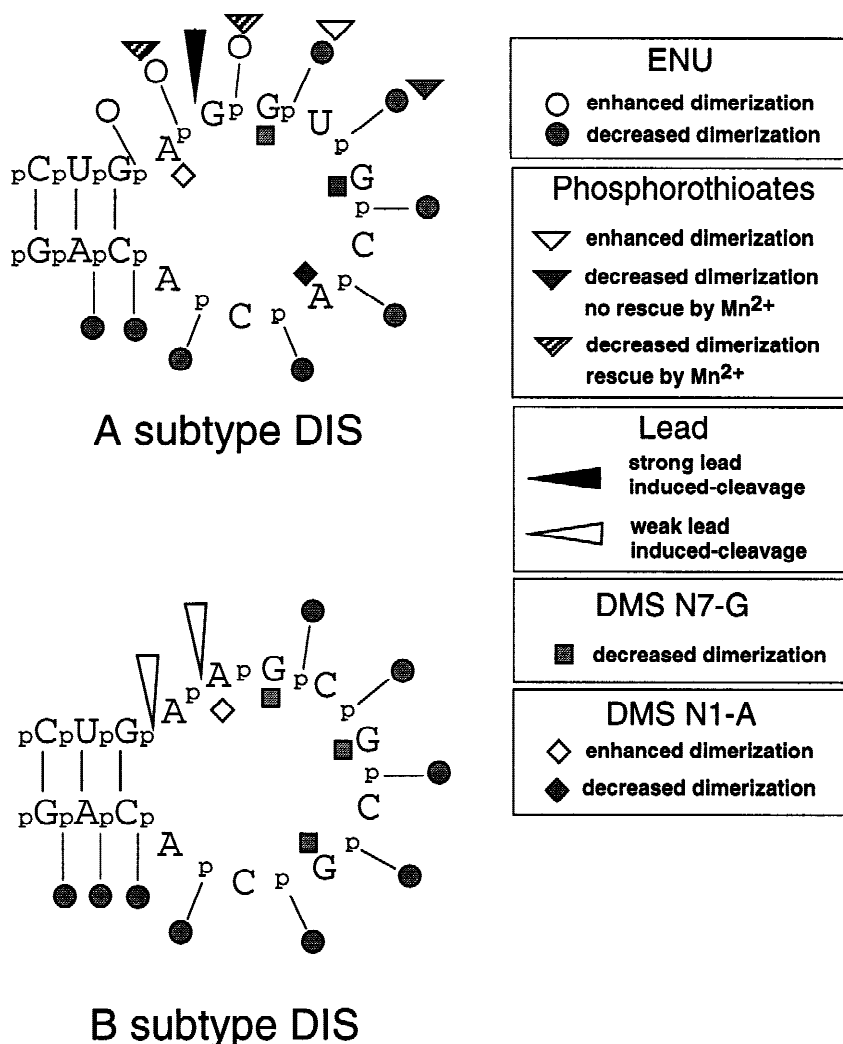 pCpUpGp
A
p
G
p
G
p
U
p
G
p
C
p
A
p
C
p
A
pGpApCp
A subtype DIS
pCpUpGp
A
p
A
p
G
p
C
p
G
p
C
p
G
p
C
p
A
pGpApCp
B subtype DIS
ENU
enhanced dimerization
decreased dimerization
Phosphorothioates
enhanced dimerization
decreased dimerization
no rescue by Mn2+
decreased dimerization
rescue by Mn2+
Lead
strong lead
induced-cleavage
weak lead
induced-cleavage
DMS N7-G
decreased dimerization
DMS N1-A
enhanced dimerization
decreased dimerization